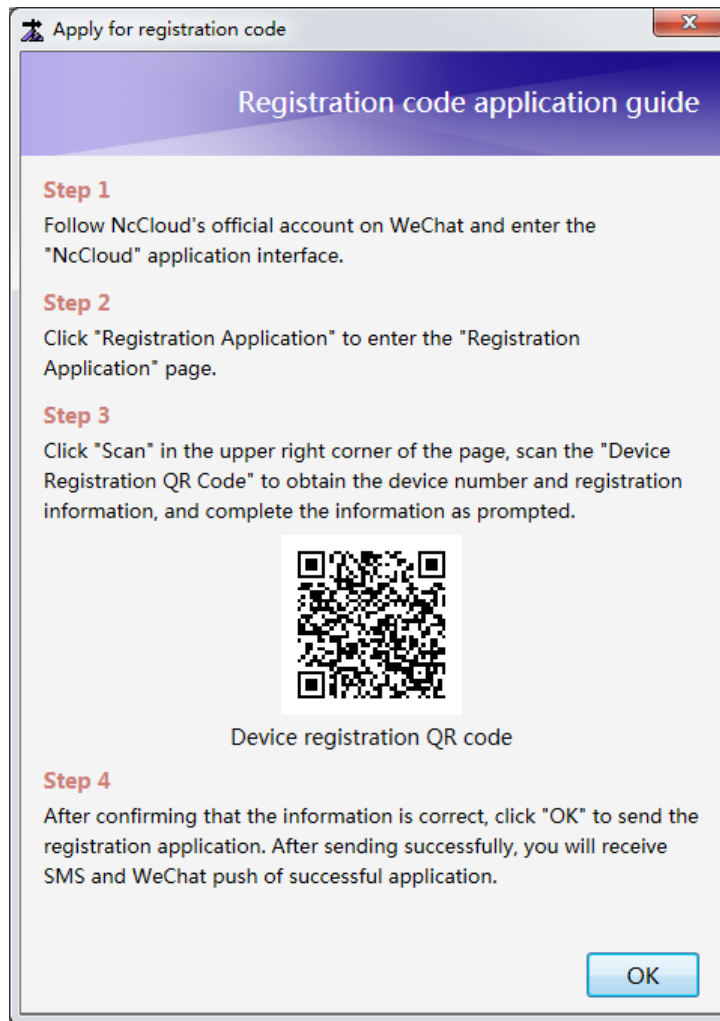 Apply for registration code
Registration code application guide
Step 1
Follow NcCloud's official account on WeChat and enter the
"NcCloud" application interface.
Step 2
Click "Registration Application" to enter the "Registration
Application" page.
Step 3
Click "Scan" in the upper right corner of the page, scan the "Device
Registration QR Code" to obtain the device number and registration
information, and complete the information as prompted.
Device registration QR code
Step 4
After confirming that the information is correct, click "OK" to send the
registration application. After sending successfully, you will receive
SMS and WeChat push of successful application.
OK